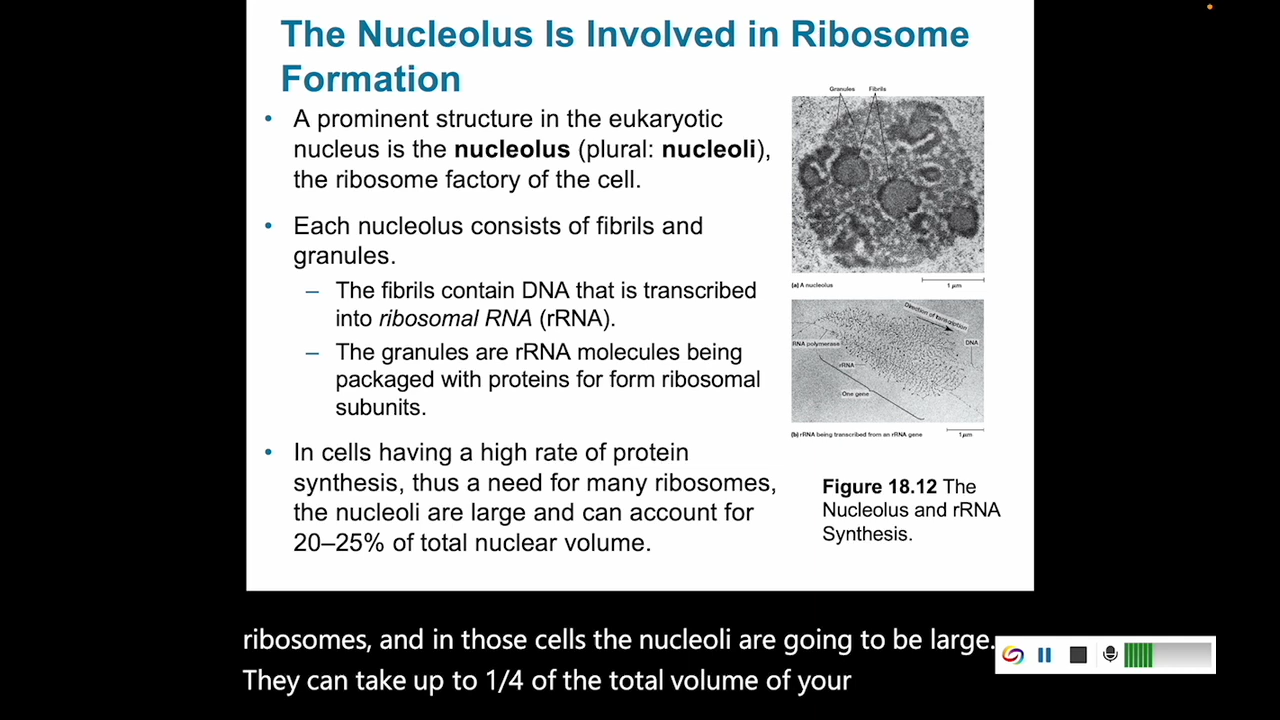 The Nucleolus Is Involved in Ribosome
Formation
• A prominent structure in the eukaryotic
nucleus is the nucleolus (plural: nucleoli),
the ribosome factory of the cell.
• Each nucleolus consists of fibrils and
granules.
– The fibrils contain DNA that is transcribed
into ribosomal RNA (rRNA).
– The granules are rRNA molecules being
packaged with proteins for form ribosomal
subunits.
• In cells having a high rate of protein
synthesis, thus a need for many ribosomes,
the nucleoli are large and can account for
20–25% of total nuclear volume.
Granules Fibrils
(a) A nucleolus 1 μm
Direction of transcription
RNA polymerase
DNA
rRNA
One gene
(b) rRNA being transcribed from an rRNA gene 1 μm
Figure 18.12 The
Nucleolus and rRNA
Synthesis.
ribosomes, and in those cells the nucleoli are going to be large.
They can take up to 1/4 of the total volume of your